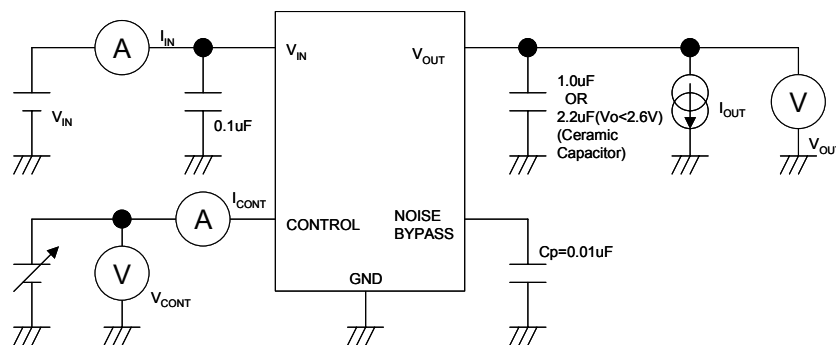 A
I_IN
V_IN
0.1uF
V_IN
V_OUT
1.0uF
OR
2.2uF(Vo<2.6V)
(Ceramic
Capacitor)
I_OUT
V
V_OUT
V
V_CONT
A
I_CONT
CONTROL
NOISE
BYPASS
GND
Cp=0.01uF